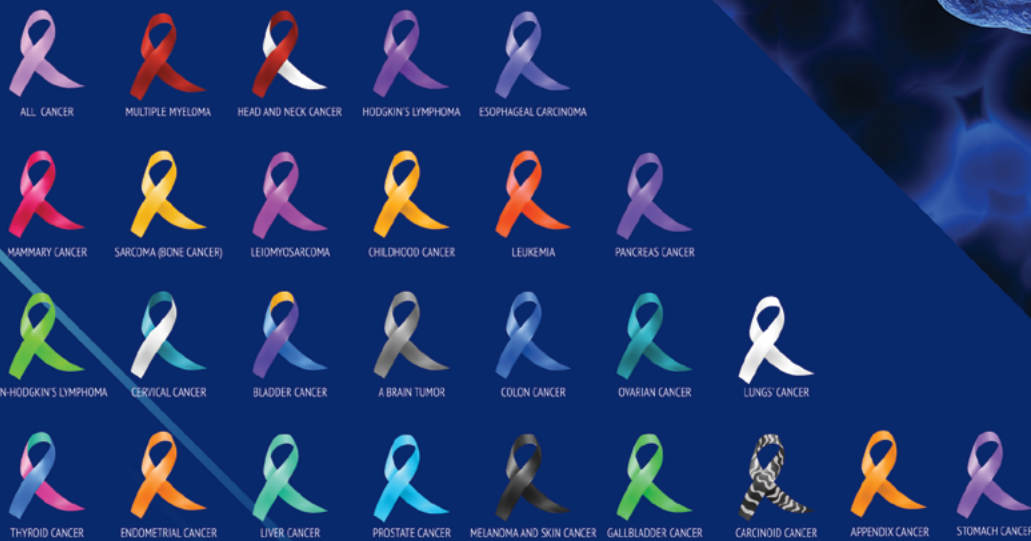 ALL CANCER
MULTIPLE MYELOMA
HEAD AND NECK CANCER
HODGKIN'S LYMPHOMA
ESOPHAGEAL CARCINOMA
MAMMARY CANCER
SARCOMA (BONE CANCER)
LEIOMYOSARCOMA
CHILDHOOD CANCER
LEUKEMIA
PANCREAS CANCER
N-HODGKIN'S LYMPHOMA
CERVICAL CANCER
BLADDER CANCER
A BRAIN TUMOR
COLON CANCER
OVARIAN CANCER
LUNGS' CANCER
THYROID CANCER
ENDOMETRIAL CANCER
LIVER CANCER
PROSTATE CANCER
MELANOMA AND SKIN CANCER
GALLBLADDER CANCER
CARCINOID CANCER
APPENDIX CANCER
STOMACH CANCER